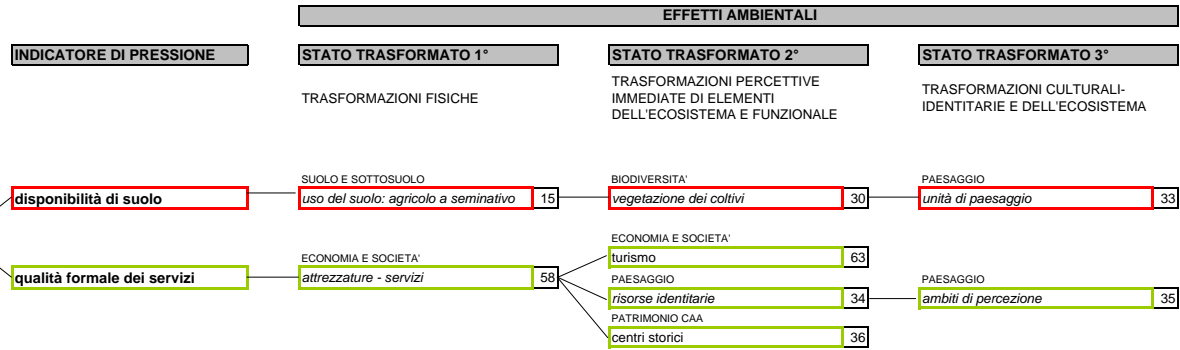 EFFETTI AMBIENTALI
INDICATORE DI PRESSIONE STATO TRASFORMATO 1° STATO TRASFORMATO 2° STATO TRASFORMATO 3°
TRASFORMAZIONI FISICHE
TRASFORMAZIONI PERCETTIVE
IMMEDIATE DI ELEMENTI
DELL'ECOSISTEMA E FUNZIONALE
TRASFORMAZIONI CULTURALI-
IDENTITARIE E DELL'ECOSISTEMA
SUOLO E SOTTOSUOLO BIODIVERSITA' PAESAGGIO
disponibilità di suolo uso del suolo: agricolo a seminativo 15 vegetazione dei coltivi 30 unità di paesaggio 33
ECONOMIA E SOCIETA'
turismo 63
ECONOMIA E SOCIETA' PAESAGGIO PAESAGGIO
qualità formale dei servizi attrezzature - servizi 58 risorse identitarie 34 ambiti di percezione 35
PATRIMONIO CAA
centri storici 36